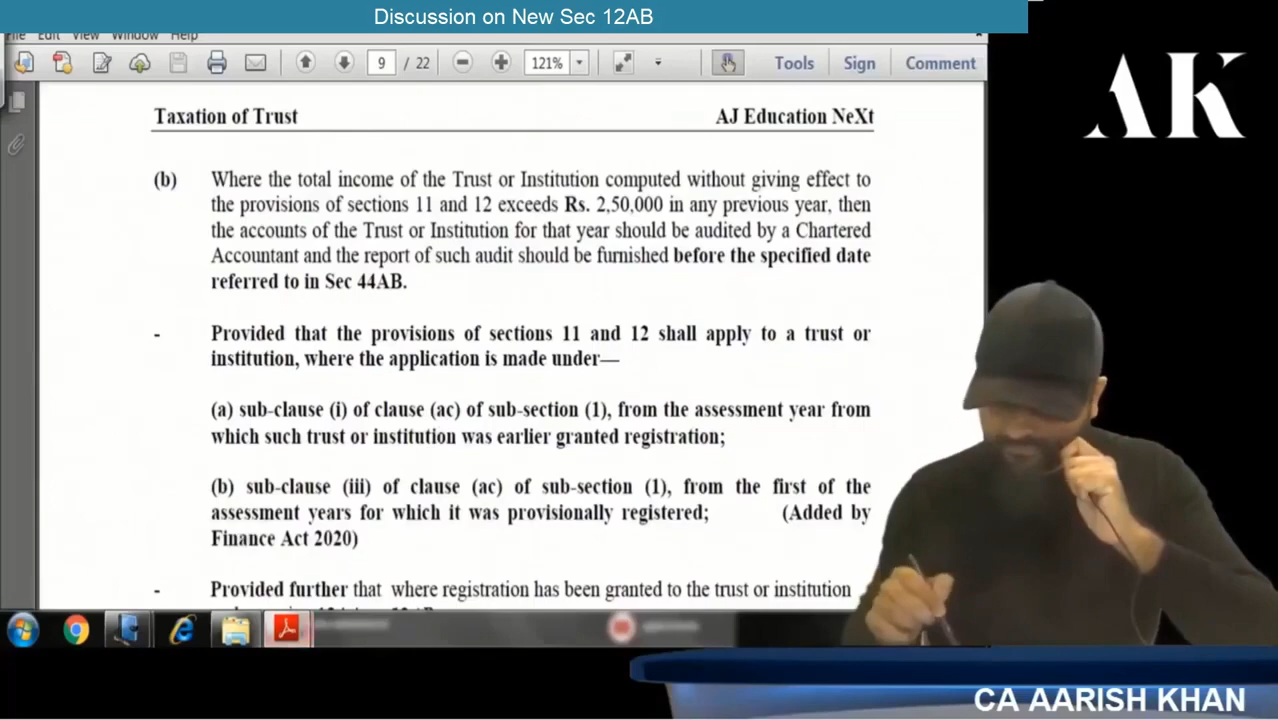 Discussion on New Sec 12AB
File Edit View Window Help
9 / 22 121% Tools Sign Comment
AK
Taxation of Trust AJ Education NeXt
(b) Where the total income of the Trust or Institution computed without giving effect to
the provisions of sections 11 and 12 exceeds Rs. 2,50,000 in any previous year, then
the accounts of the Trust or Institution for that year should be audited by a Chartered
Accountant and the report of such audit should be furnished before the specified date
referred to in Sec 44AB.
- Provided that the provisions of sections 11 and 12 shall apply to a trust or
institution, where the application is made under—
(a) sub-clause (i) of clause (ac) of sub-section (1), from the assessment year from
which such trust or institution was earlier granted registration;
(b) sub-clause (iii) of clause (ac) of sub-section (1), from the first of the
assessment years for which it was provisionally registered; (Added by
Finance Act 2020)
- Provided further that where registration has been granted to the trust or institution
CA AARISH KHAN